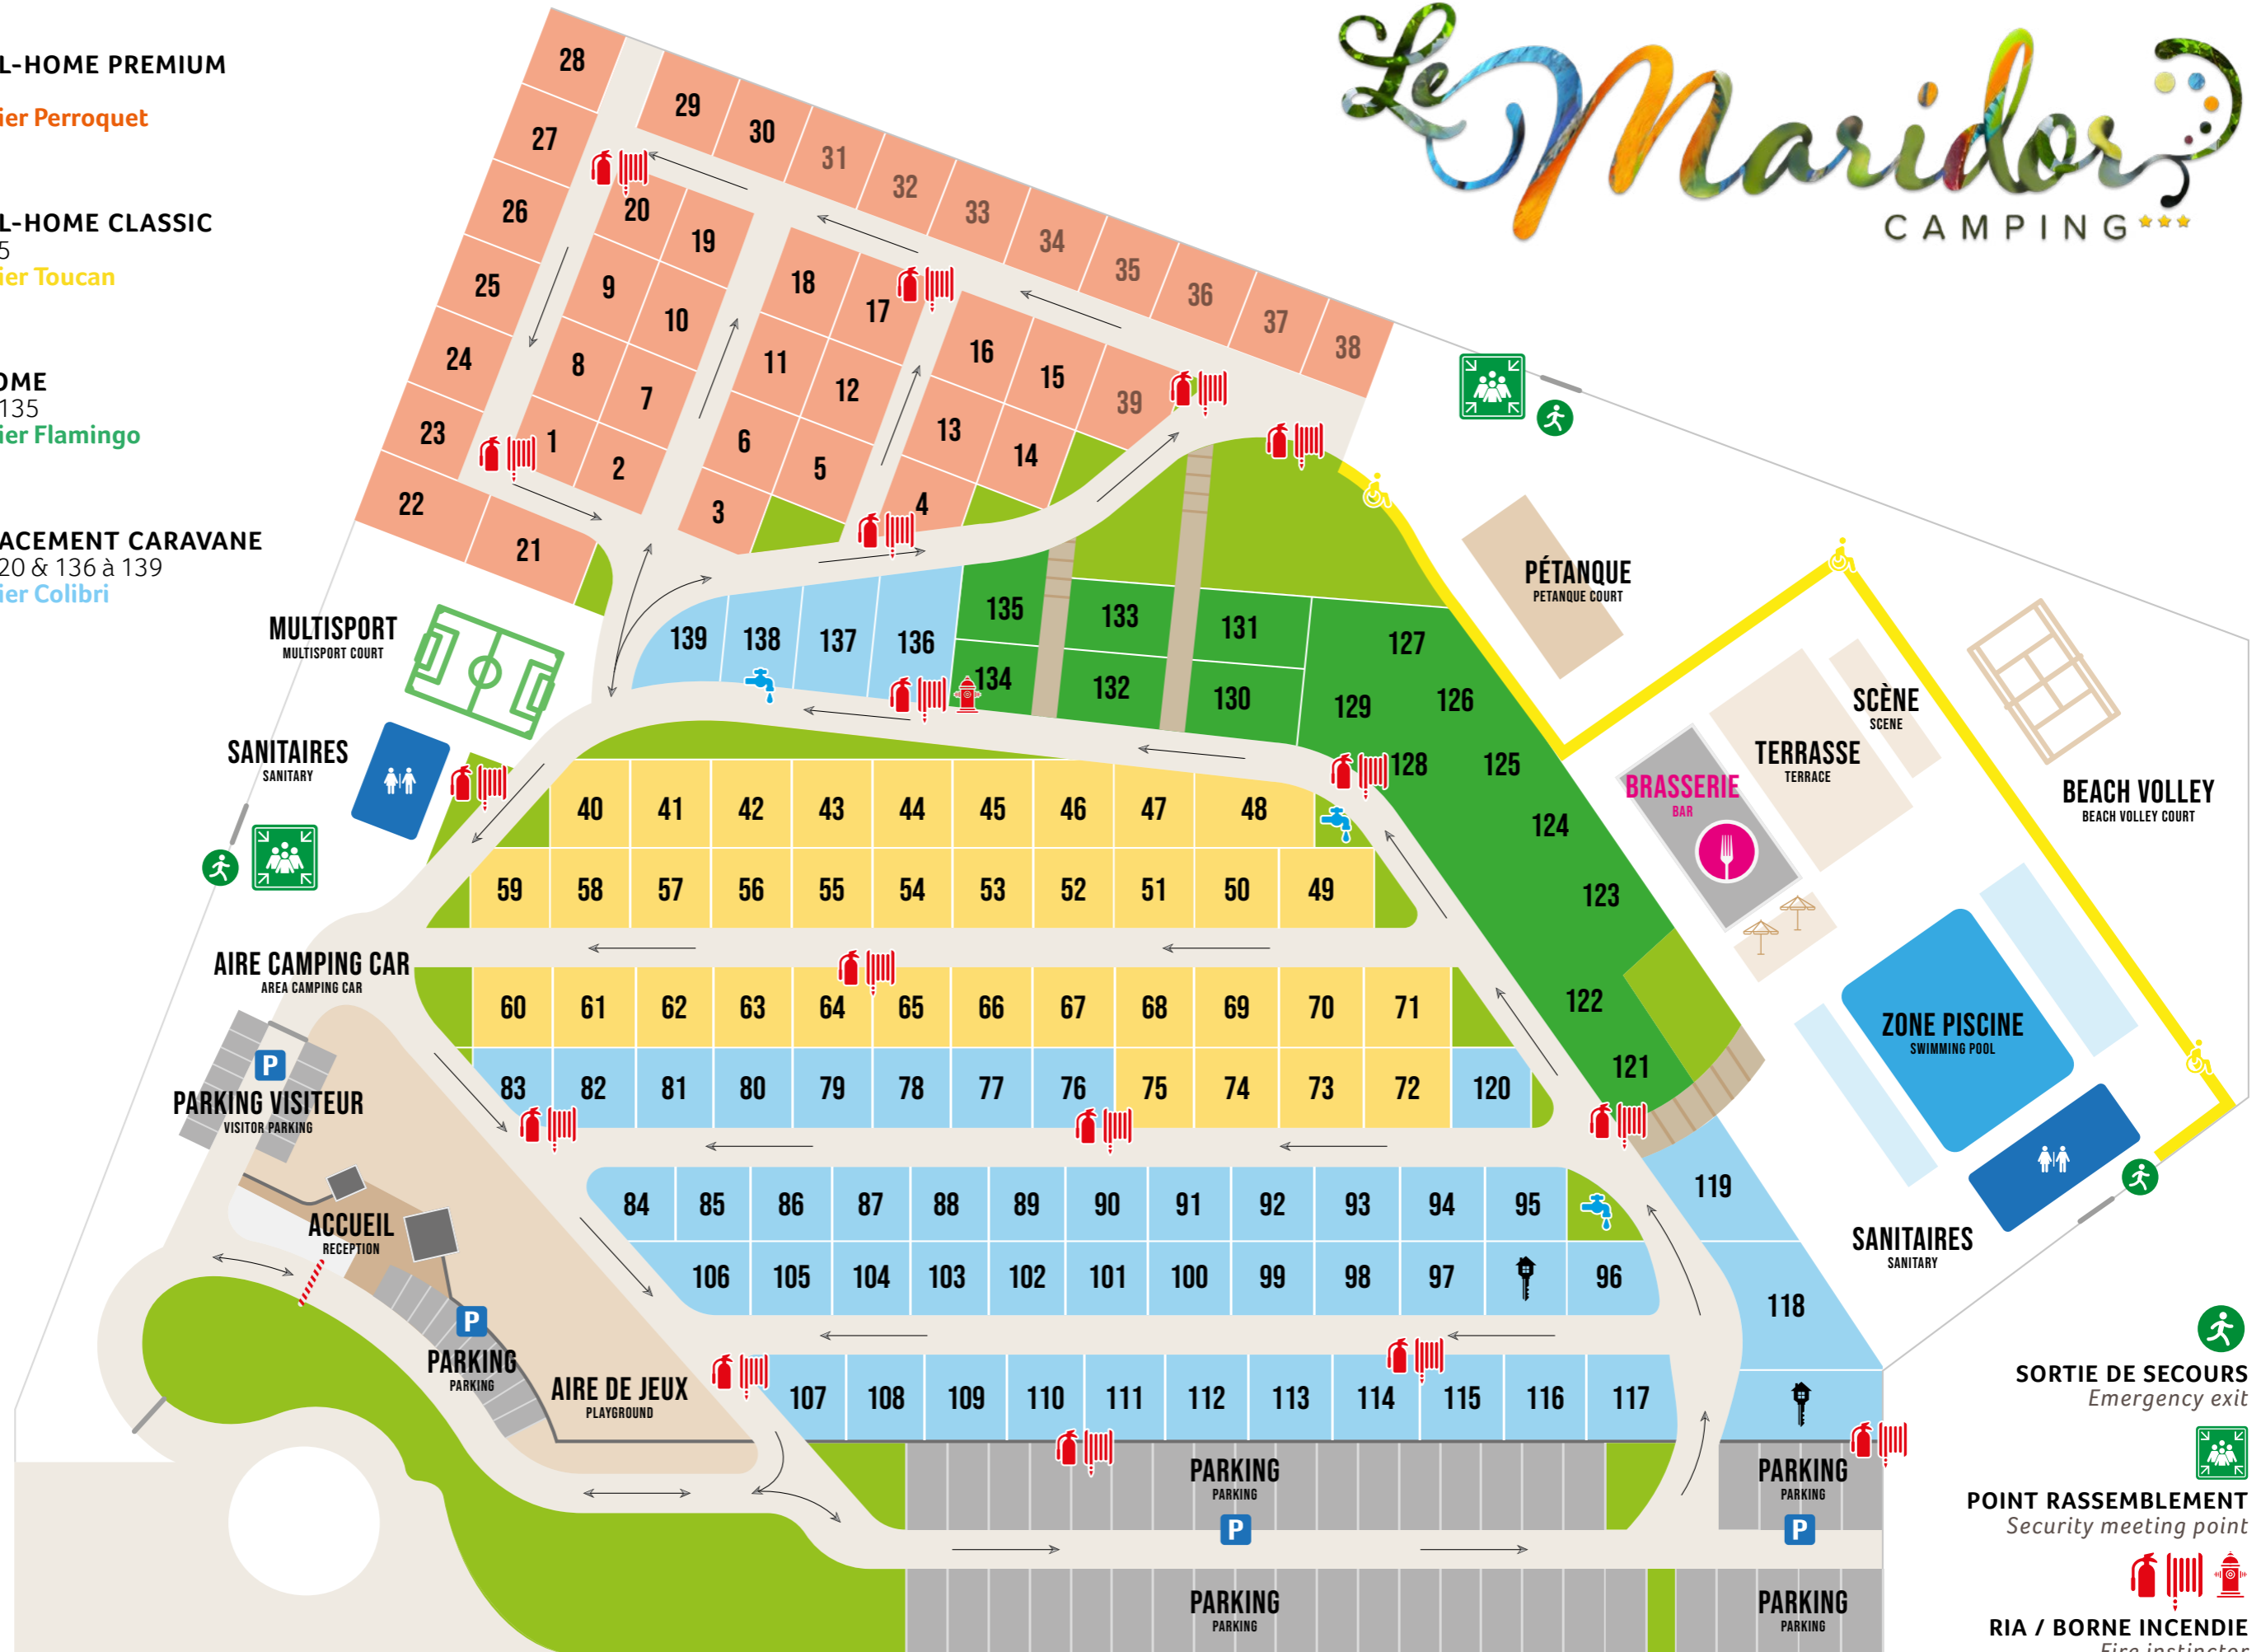 Le Maridor
CAMPING
L-HOME PREMIUM
ier Perroquet
L-HOME CLASSIC
5
ier Toucan
OME
135
ier Flamingo
ACEMENT CARAVANE
20 & 136 à 139
ier Colibri
28
29
30
31
32
33
34
35
36
37
38
27
26
25
24
23
22
21
20
19
9
10
8
7
1
2
18
17
11
12
6
5
3
16
15
39
13
14
4
139
138
137
136
135
134
133
132
131
130
129
128
127
126
125
124
123
122
121
MULTISPORT
MULTISPORT COURT
SANITAIRES
SANITARY
PÉTANQUE
PETANQUE COURT
SCÈNE
SCENE
TERRASSE
TERRACE
BRASSERIE
BAR
BEACH VOLLEY
BEACH VOLLEY COURT
ZONE PISCINE
SWIMMING POOL
SANITAIRES
SANITARY
40 41 42 43 44 45 46 47 48
59 58 57 56 55 54 53 52 51 50 49
AIRE CAMPING CAR
AREA CAMPING CAR
60 61 62 63 64 65 66 67 68 69 70 71
83 82 81 80 79 78 77 76 75 74 73 72 120
P
PARKING VISITEUR
VISITOR PARKING
84 85 86 87 88 89 90 91 92 93 94 95
119
ACCUEIL
RECEPTION
106 105 104 103 102 101 100 99 98 97 96
118
P
PARKING
PARKING
AIRE DE JEUX
PLAYGROUND
107 108 109 110 111 112 113 114 115 116 117
PARKING
PARKING
P
PARKING
PARKING
PARKING
PARKING
P
PARKING
PARKING
SORTIE DE SECOURS
Emergency exit
POINT RASSEMBLEMENT
Security meeting point
RIA / BORNE INCENDIE
Fire instinctor